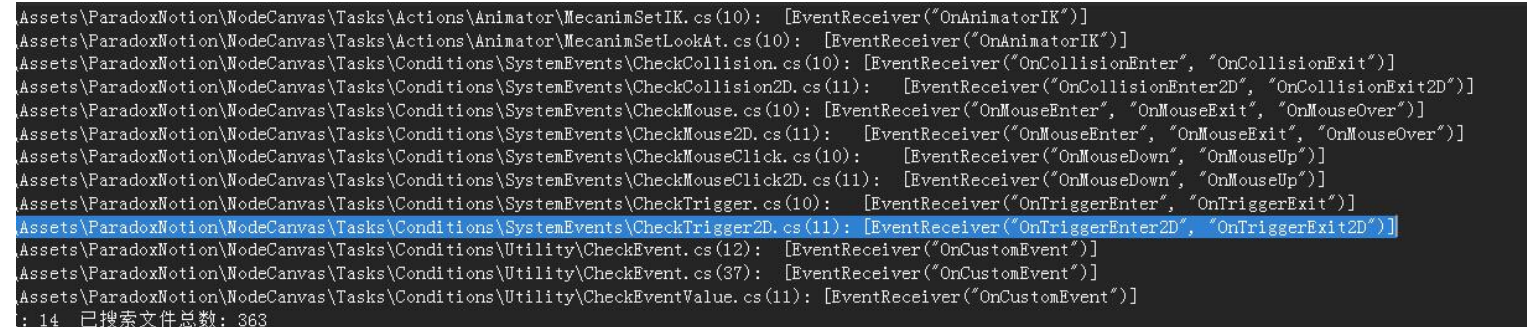 \Assets\ParadoxNotion\NodeCanvas\Tasks\Actions\Animator\MecanimSetIK.cs(10):  [EventReceiver("OnAnimatorIK")]
\Assets\ParadoxNotion\NodeCanvas\Tasks\Actions\Animator\MecanimSetLookAt.cs(10):  [EventReceiver("OnAnimatorIK")]
\Assets\ParadoxNotion\NodeCanvas\Tasks\Conditions\SystemEvents\CheckCollision.cs(10): [EventReceiver("OnCollisionEnter", "OnCollisionExit")]
\Assets\ParadoxNotion\NodeCanvas\Tasks\Conditions\SystemEvents\CheckCollision2D.cs(11):   [EventReceiver("OnCollisionEnter2D", "OnCollisionExit2D")]
\Assets\ParadoxNotion\NodeCanvas\Tasks\Conditions\SystemEvents\CheckMouse.cs(10): [EventReceiver("OnMouseEnter", "OnMouseExit", "OnMouseOver")]
\Assets\ParadoxNotion\NodeCanvas\Tasks\Conditions\SystemEvents\CheckMouse2D.cs(11):   [EventReceiver("OnMouseEnter", "OnMouseExit", "OnMouseOver")]
\Assets\ParadoxNotion\NodeCanvas\Tasks\Conditions\SystemEvents\CheckMouseClick.cs(10):    [EventReceiver("OnMouseDown", "OnMouseUp")]
\Assets\ParadoxNotion\NodeCanvas\Tasks\Conditions\SystemEvents\CheckMouseClick2D.cs(11):  [EventReceiver("OnMouseDown", "OnMouseUp")]
\Assets\ParadoxNotion\NodeCanvas\Tasks\Conditions\SystemEvents\CheckTrigger.cs(10):   [EventReceiver("OnTriggerEnter", "OnTriggerExit")]
\Assets\ParadoxNotion\NodeCanvas\Tasks\Conditions\SystemEvents\CheckTrigger2D.cs(11): [EventReceiver("OnTriggerEnter2D", "OnTriggerExit2D")]
\Assets\ParadoxNotion\NodeCanvas\Tasks\Conditions\Utility\CheckEvent.cs(12):  [EventReceiver("OnCustomEvent")]
\Assets\ParadoxNotion\NodeCanvas\Tasks\Conditions\Utility\CheckEvent.cs(37):  [EventReceiver("OnCustomEvent")]
\Assets\ParadoxNotion\NodeCanvas\Tasks\Conditions\Utility\CheckEventValue.cs(11): [EventReceiver("OnCustomEvent")]
: 14  已搜索文件总数: 363